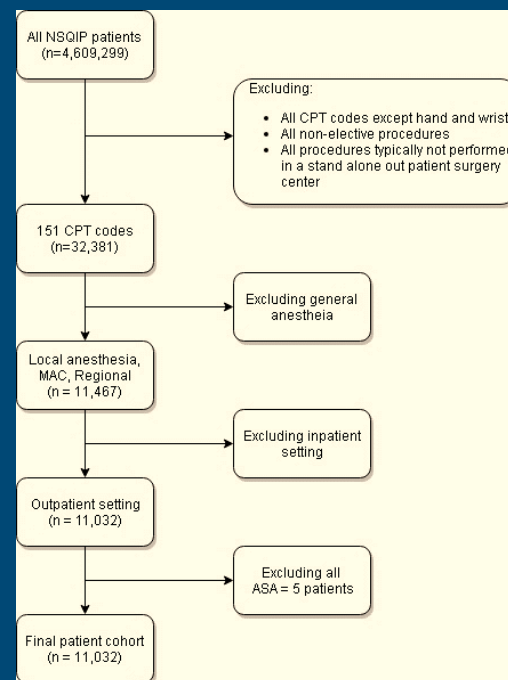 All NSQIP patients
(n=4,609,299)
Excluding:
• All CPT codes except hand and wrist
• All non-elective procedures
• All procedures typically not performed
in a stand alone out patient surgery
center
151 CPT codes
(n=32,381)
Excluding general
anestheia
Local anesthesia,
MAC, Regional
(n = 11,467)
Excluding inpatient
setting
Outpatient setting
(n = 11,032)
Excluding all
ASA = 5 patients
Final patient cohort
(n = 11,032)